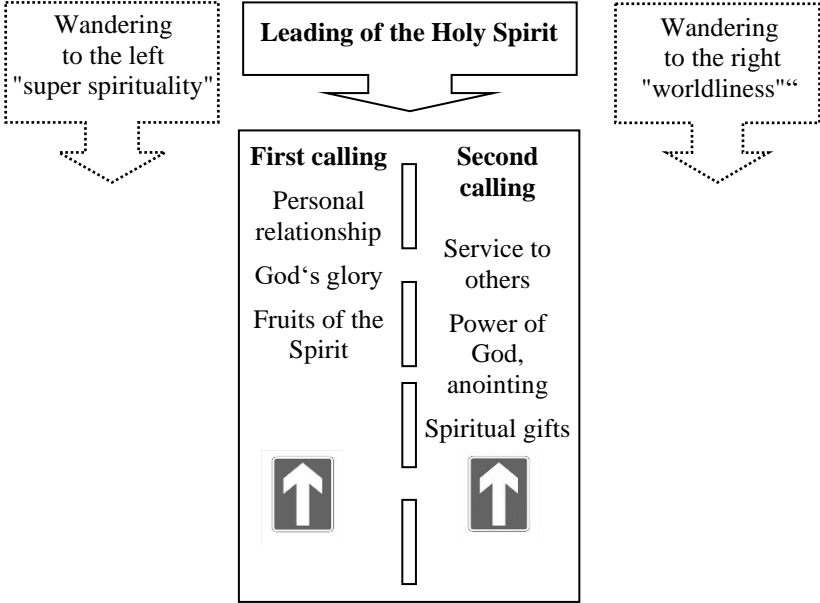 Wandering
to the left
"super spirituality"
Leading of the Holy Spirit
Wandering
to the right
"worldliness"“
First calling
Personal
relationship
God‘s glory
Fruits of the
Spirit
Second
calling
Service to
others
Power of
God,
anointing
Spiritual gifts